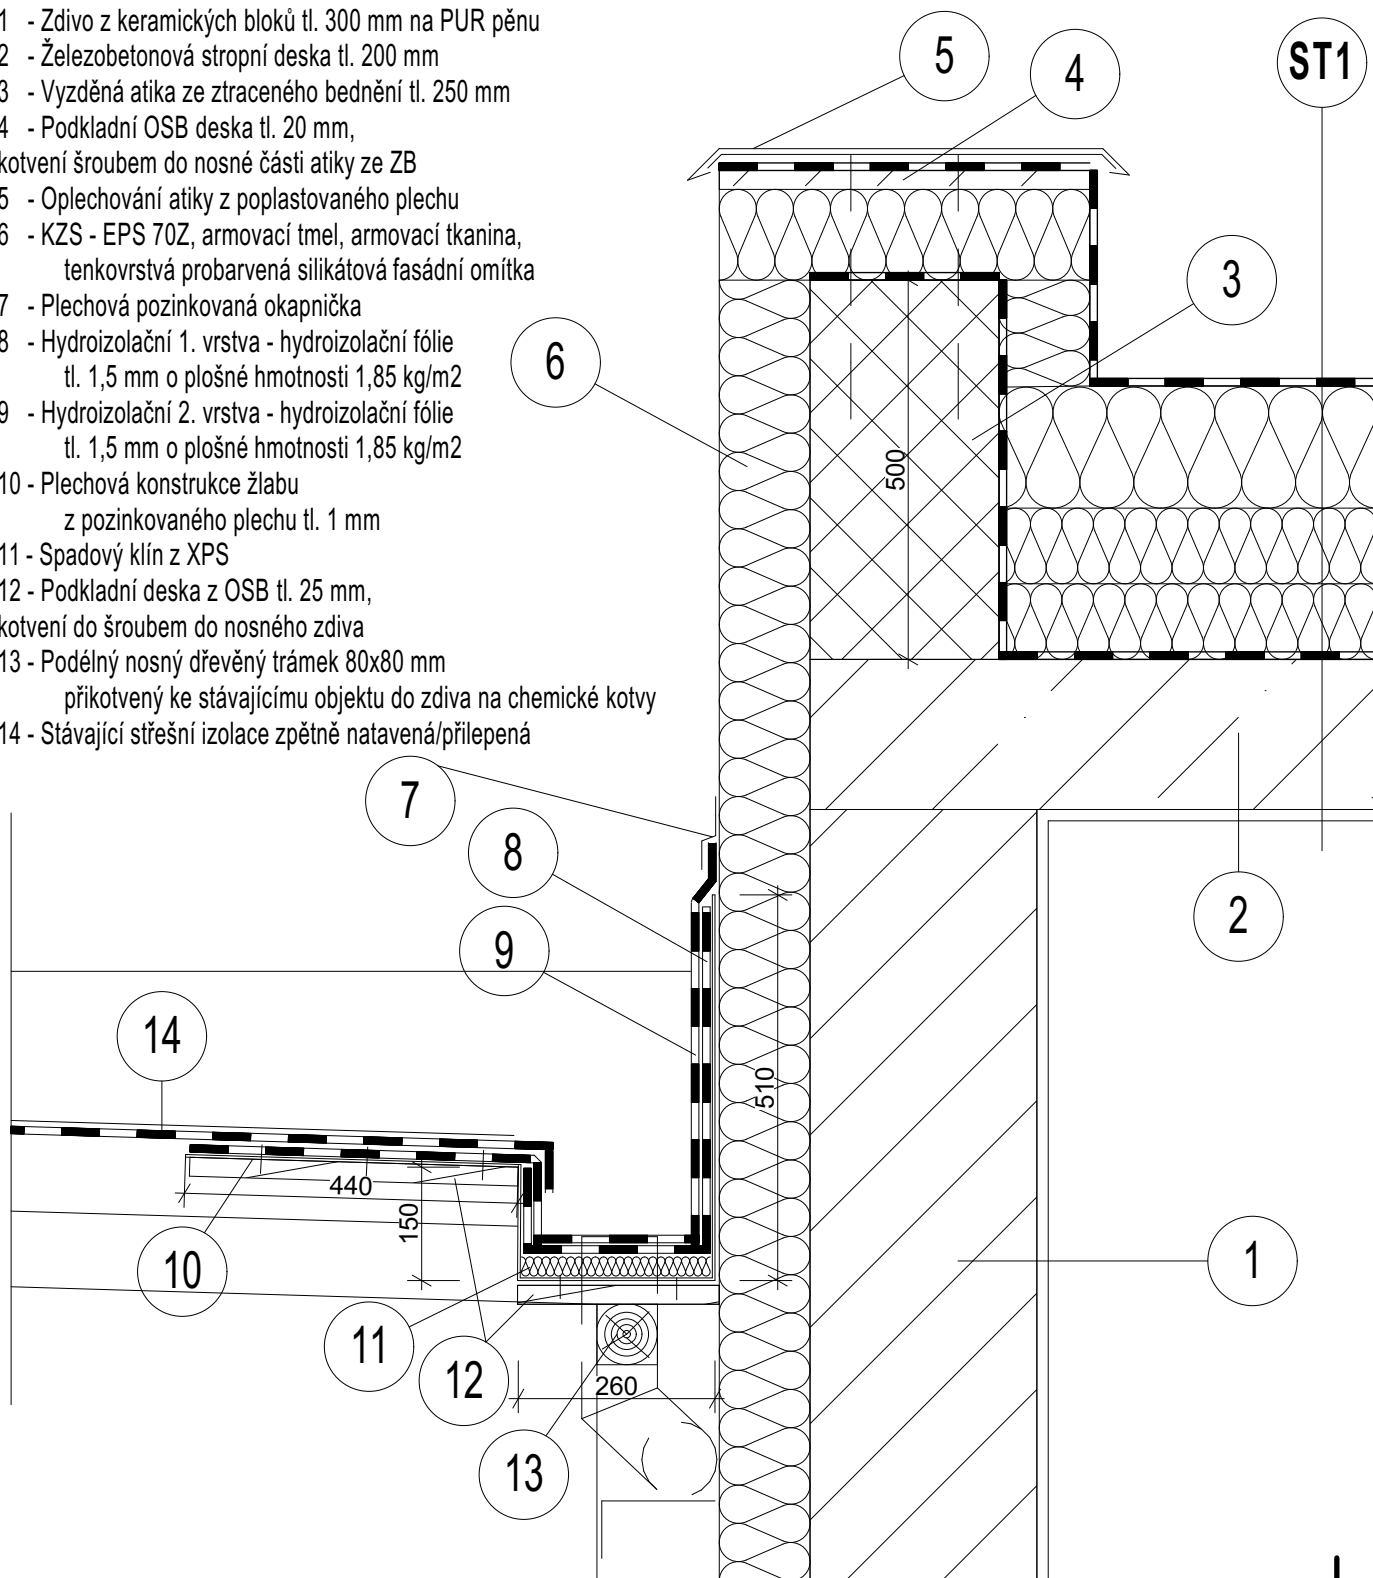 1 - Zdivo z keramických bloků tl. 300 mm na PUR pěnu
2 - Železobetonová stropní deska tl. 200 mm
3 - Vyzděná atika ze ztraceného bednění tl. 250 mm
4 - Podkladní OSB deska tl. 20 mm,
kotvení šroubem do nosné části atiky ze ZB
5 - Oplechování atiky z poplastovaného plechu
6 - KZS - EPS 70Z, armovací tmel, armovací tkanina,
tenkovrstvá probarvená silikátová fasádní omítka
7 - Plechová pozinkovaná okapnička
8 - Hydroizolační 1. vrstva - hydroizolační fólie
tl. 1,5 mm o plošné hmotnosti 1,85 kg/m2
9 - Hydroizolační 2. vrstva - hydroizolační fólie
tl. 1,5 mm o plošné hmotnosti 1,85 kg/m2
10 - Plechová konstrukce žlabu
z pozinkovaného plechu tl. 1 mm
11 - Spadový klín z XPS
12 - Podkladní deska z OSB tl. 25 mm,
kotvení do šroubem do nosného zdiva
13 - Podélný nosný dřevěný trámek 80x80 mm
přikotvený ke stávajícímu objektu do zdiva na chemické kotvy
14 - Stávající střešní izolace zpětně natavená/přilepená
5
4
ST1
3
6
500
7
8
2
9
14
510
440
150
10
1
11
12
260
13